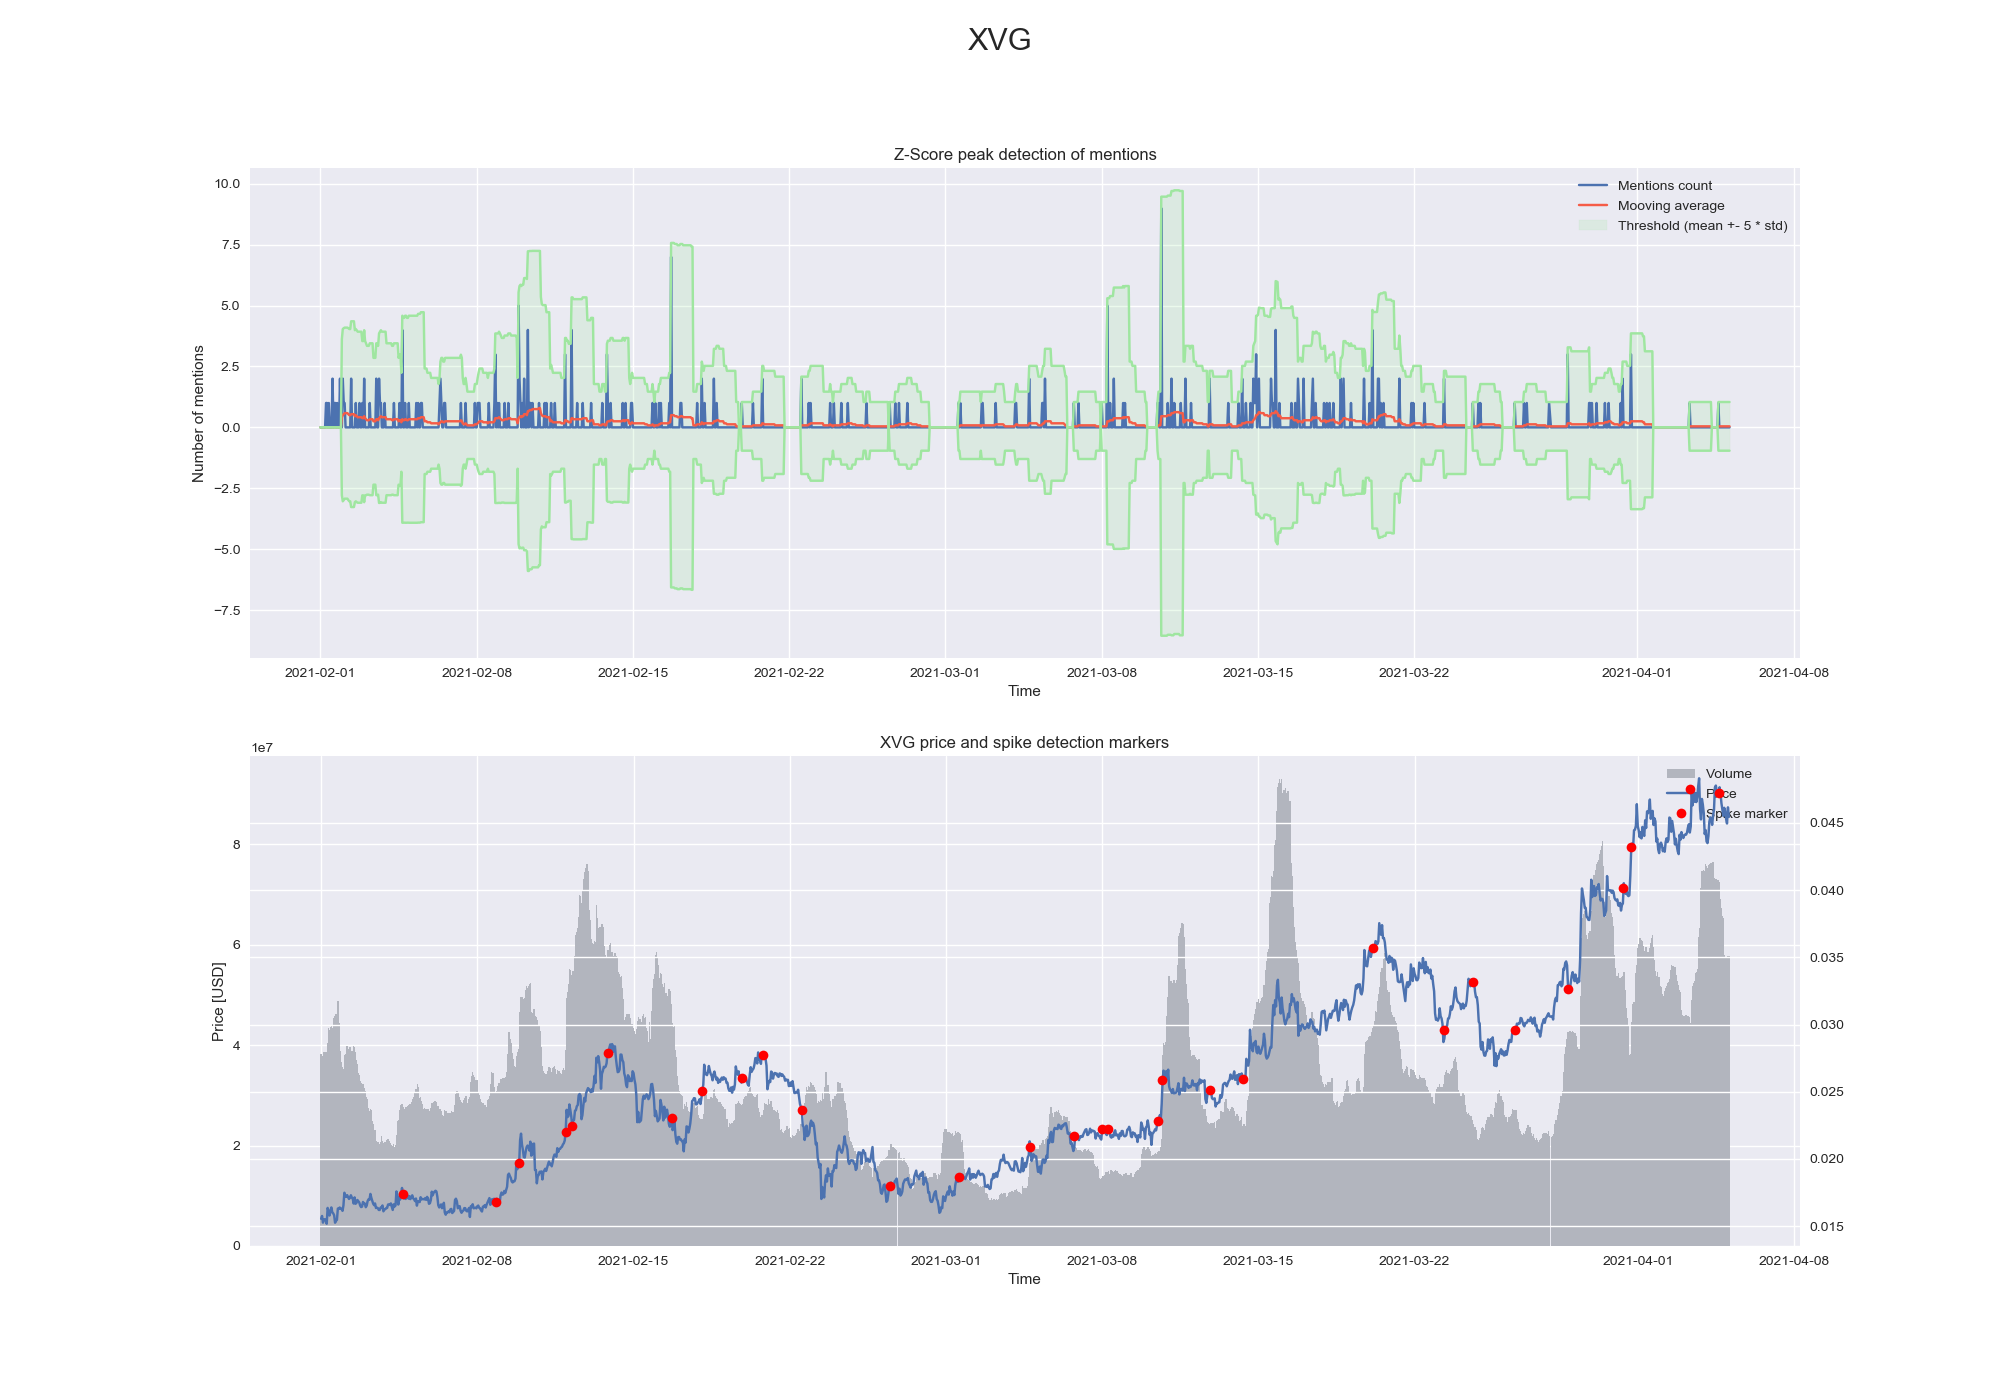 XVG
Z-Score peak detection of mentions
Mentions count
Mooving average
Threshold (mean +- 5 * std)
10.0
7.5
5.0
2.5
0.0
−2.5
−5.0
−7.5
Number of mentions
2021-02-01 2021-02-08 2021-02-15 2021-02-22 2021-03-01 2021-03-08 2021-03-15 2021-03-22 2021-04-01 2021-04-08
Time
XVG price and spike detection markers
1e7
Volume
Price
Spike marker
8
6
4
2
0
Price [USD]
0.045
0.040
0.035
0.030
0.025
0.020
0.015
2021-02-01 2021-02-08 2021-02-15 2021-02-22 2021-03-01 2021-03-08 2021-03-15 2021-03-22 2021-04-01 2021-04-08
Time